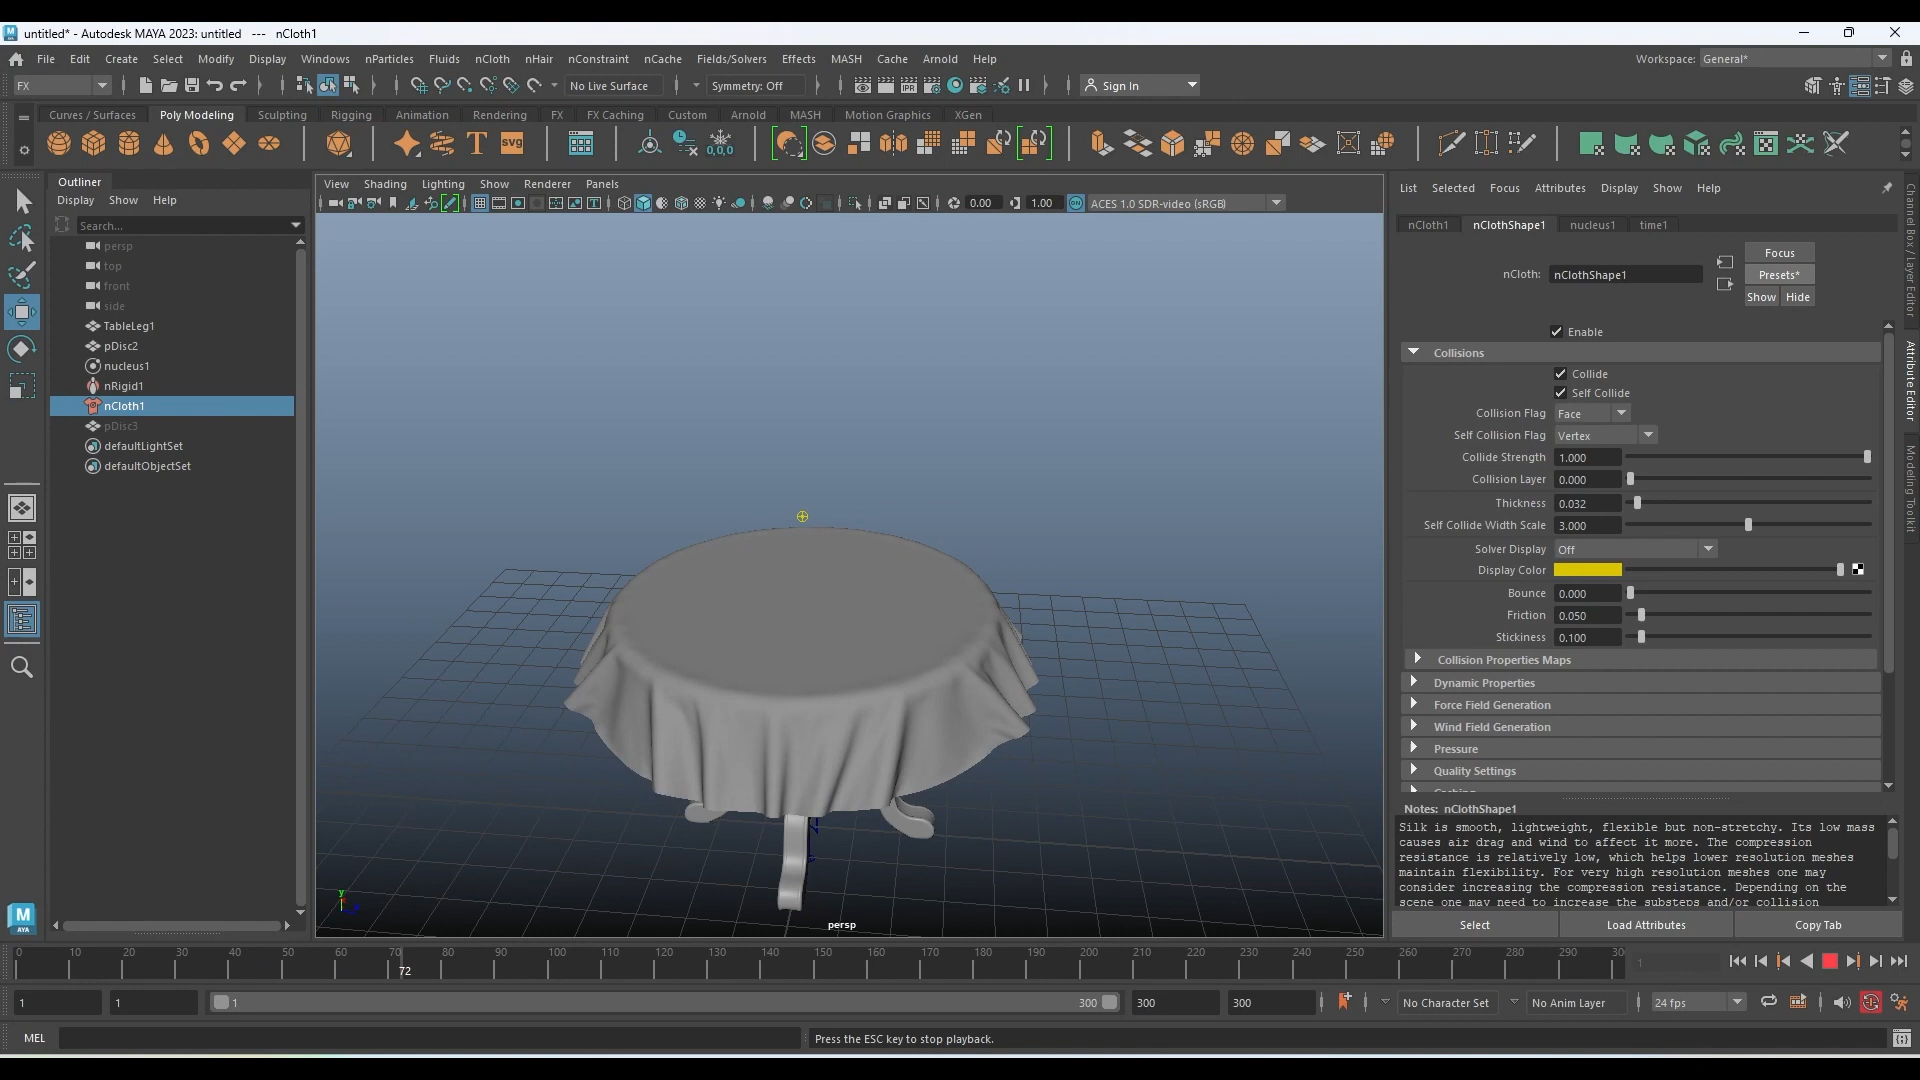 untitled* - Autodesk MAYA 2023: untitled --- nCloth1
File Edit Create Select Modify Display Windows nParticles Fluids nCloth nHair nConstraint nCache Fields/Solvers Effects MASH Cache Arnold Help
Workspace: General*
FX No Live Surface Symmetry: Off Sign In
Curves / Surfaces Poly Modeling Sculpting Rigging Animation Rendering FX FX Caching Custom Arnold MASH Motion Graphics XGen
Outliner
Display Show Help
Search...
persp
top
front
side
TableLeg1
pDisc2
nucleus1
nRigid1
nCloth1
pDisc3
defaultLightSet
defaultObjectSet
View Shading Lighting Show Renderer Panels
0.00 1.00 ACES 1.0 SDR-video (sRGB)
persp
List Selected Focus Attributes Display Show Help
nCloth1 nClothShape1 nucleus1 time1
nCloth: nClothShape1
Focus
Presets*
Show Hide
Enable
Collisions
Collide
Self Collide
Collision Flag Face
Self Collision Flag Vertex
Collide Strength 1.000
Collision Layer 0.000
Thickness 0.032
Self Collide Width Scale 3.000
Solver Display Off
Display Color
Bounce 0.000
Friction 0.050
Stickiness 0.100
Collision Properties Maps
Dynamic Properties
Force Field Generation
Wind Field Generation
Pressure
Quality Settings
Notes: nClothShape1
Silk is smooth, lightweight, flexible but non-stretchy. Its low mass
causes air drag and wind to affect it more. The compression
resistance is relatively low, which helps lower resolution meshes
maintain flexibility. For very high resolution meshes one may
consider increasing the compression resistance. Depending on the
scene one may need to increase the substeps and/or collision
Select Load Attributes Copy Tab
Channel Box / Layer Editor
Attribute Editor
Modeling Toolkit
0 10 20 30 40 50 60 70 80 90 100 110 120 130 140 150 160 170 180 190 200 210 220 230 240 250 260 270 280 290 30
72
1
1 1 1 300 300 300 No Character Set No Anim Layer 24 fps
MEL Press the ESC key to stop playback.